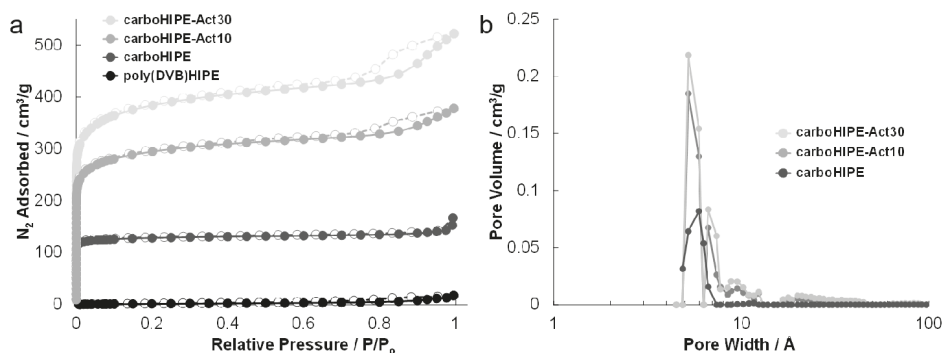 a
carboHIPE-Act30
carboHIPE-Act10
carboHIPE
poly(DVB)HIPE
500
400
300
200
100
0
N₂ Adsorbed / cm³/g
0
0.2
0.4
0.6
0.8
1
Relative Pressure / P/P₀
b
0.25
0.2
0.15
0.1
0.05
0
Pore Volume / cm³/g
carboHIPE-Act30
carboHIPE-Act10
carboHIPE
1
10
100
Pore Width / Å